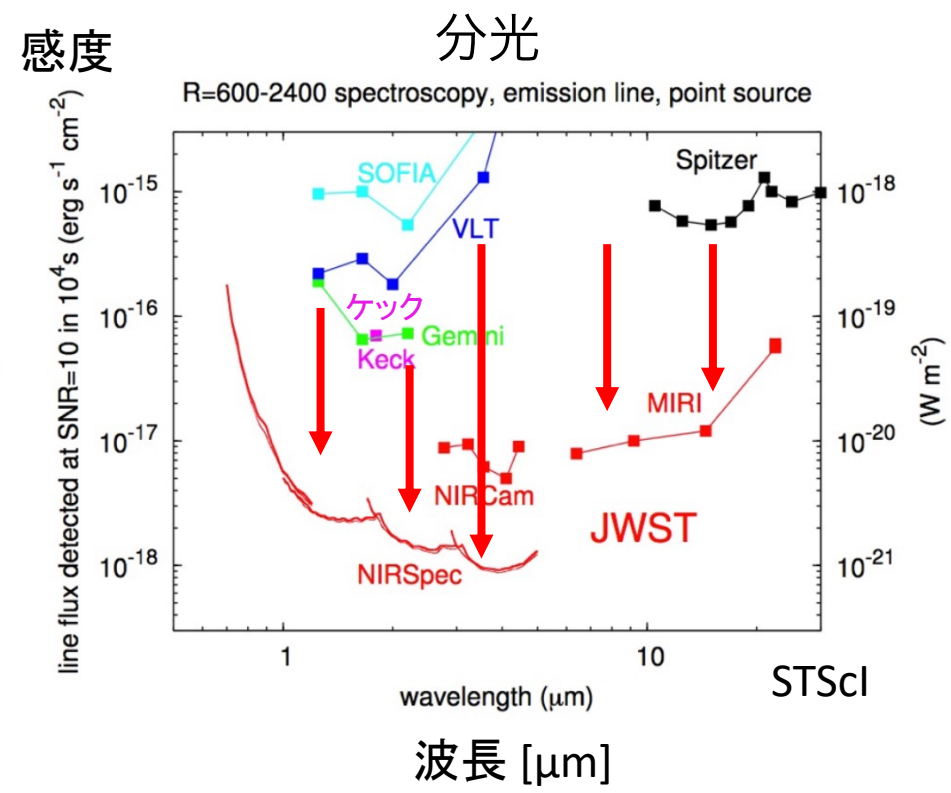 感度
分光
R=600-2400 spectroscopy, emission line, point source
line flux detected at SNR=10 in 10⁴s (erg s⁻¹ cm⁻²)
10⁻¹⁵
10⁻¹⁶
10⁻¹⁷
10⁻¹⁸
SOFIA
VLT
Spitzer
ケック
Gemini
Keck
MIRI
NIRCam
JWST
NIRSpec
10⁻¹⁸
10⁻¹⁹
10⁻²⁰
10⁻²¹
(W m⁻²)
1
10
wavelength (μm)
STScI
波長 [μm]